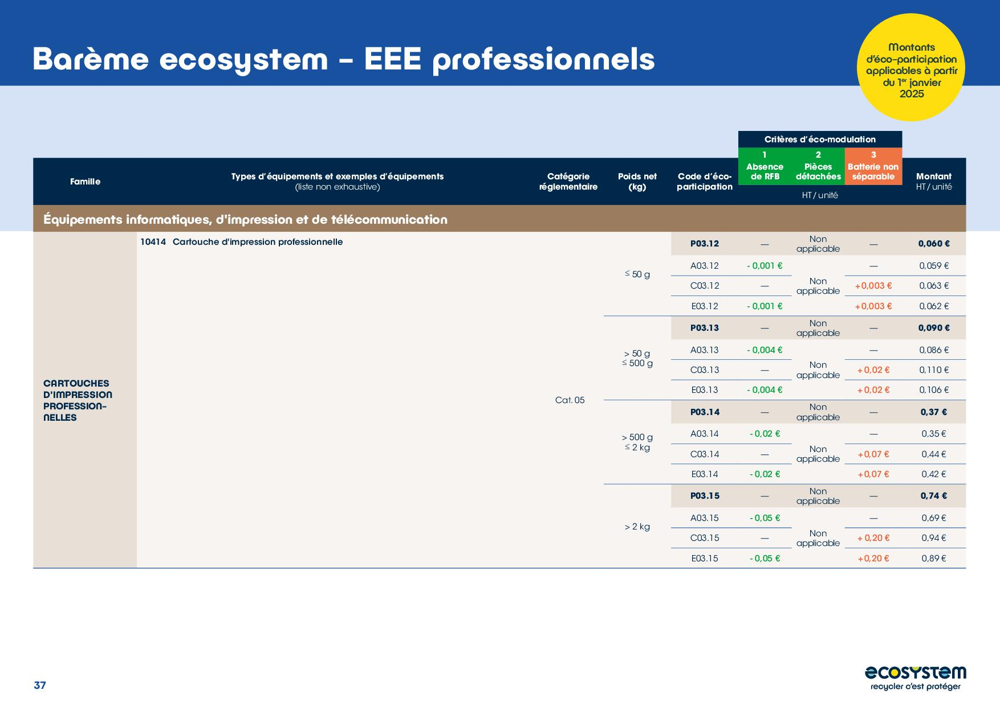 Barème ecosystem - EEE professionnels
Montants
d'éco-participation
applicables à partir
du 1er janvier
2025
Critères d'éco-modulation
Famille
Types d'équipements et exemples d'équipements
(liste non exhaustive)
Catégorie
réglementaire
Poids net
(kg)
Code d'éco-
participation
1
Absence
de RFB
2
Pièces
détachées
3
Batterie non
séparable
HT / unité
Montant
HT / unité
Équipements informatiques, d'impression et de télécommunication
CARTOUCHES
D'IMPRESSION
PROFESSION-
NELLES
10414 Cartouche d'impression professionnelle
Cat. 05
≤ 50 g
P03.12 — Non applicable — 0,060 €
A03.12 - 0,001 € — 0,059 €
Non
applicable
C03.12 — +0,003 € 0,063 €
E03.12 - 0,001 € +0,003 € 0,062 €
> 50 g
≤ 500 g
P03.13 — Non applicable — 0,090 €
A03.13 - 0,004 € — 0,086 €
Non
applicable
C03.13 — + 0,02 € 0,110 €
E03.13 - 0,004 € + 0,02 € 0,106 €
> 500 g
≤ 2 kg
P03.14 — Non applicable — 0,37 €
A03.14 - 0,02 € — 0,35 €
Non
applicable
C03.14 — +0,07 € 0,44 €
E03.14 - 0,02 € +0,07 € 0,42 €
> 2 kg
P03.15 — Non applicable — 0,74 €
A03.15 - 0,05 € — 0,69 €
Non
applicable
C03.15 — + 0,20 € 0,94 €
E03.15 - 0,05 € +0,20 € 0,89 €
37
ecosystem
recycler c'est protéger